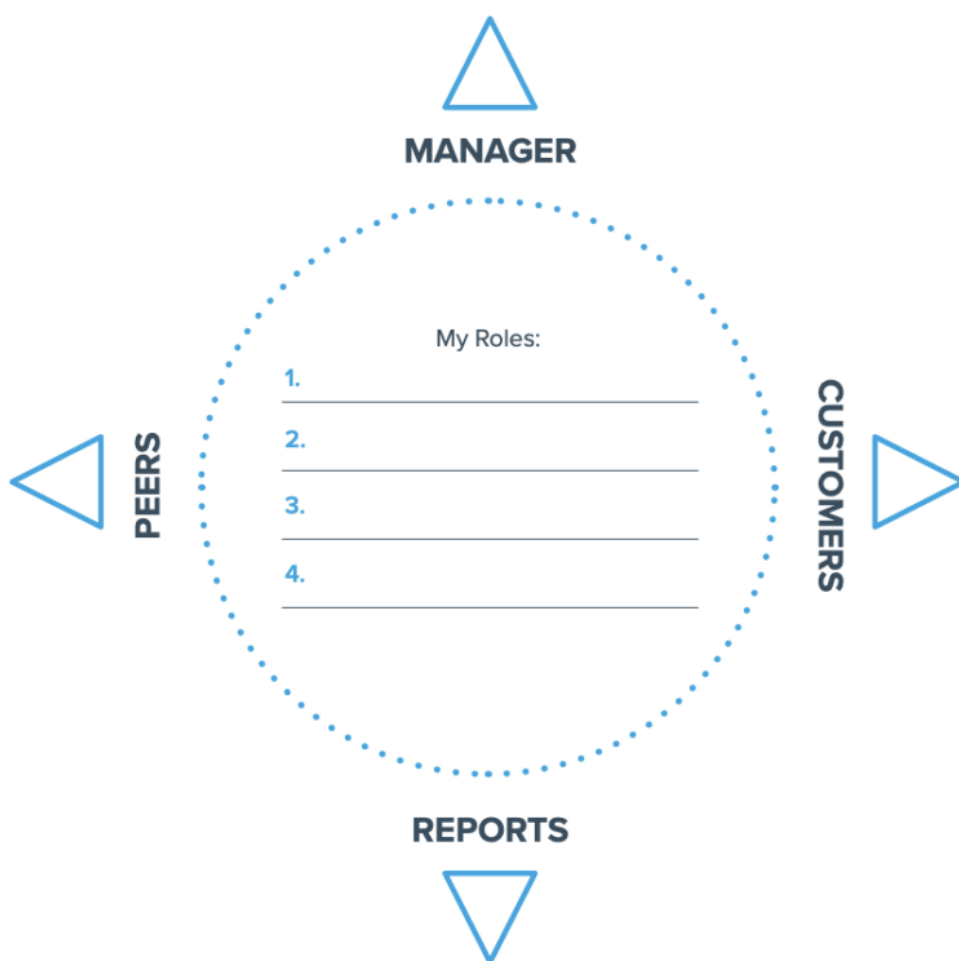 MANAGER
My Roles:
1.
2.
3.
4.
PEERS
CUSTOMERS
REPORTS